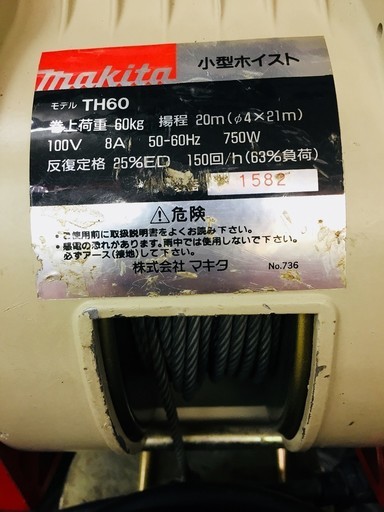 makita 小型ホイスト
モデル TH60
巻上荷重 60kg 揚程 20m(φ4×21m)
100V 8A 50-60Hz 750W
反復定格 25%ED 150回/h(63%負荷)
1582
⚠危険
・ご使用前に取扱説明書をよくお読み下さい。
・感電の恐れがあります。雨中では使用しないで下さい。
必ずアース(接地)して下さい。
株式会社 マキタ No.736